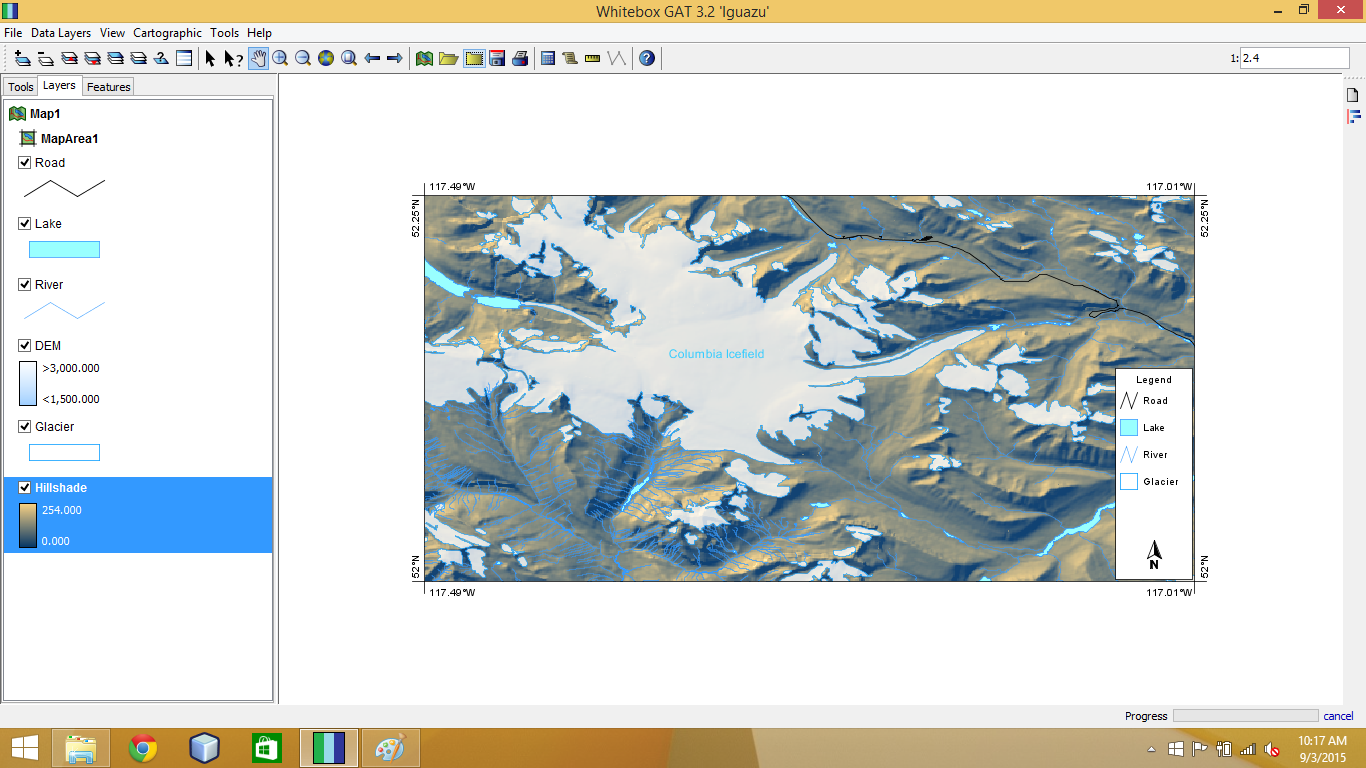 Whitebox GAT 3.2 'Iguazu'
File Data Layers View Cartographic Tools Help
1: 2.4
Tools Layers Features
Map1
MapArea1
Road
Lake
River
DEM
>3,000.000
<1,500.000
Glacier
Hillshade
254.000
0.000
117.49°W 117.01°W
52.25°N 52.25°N
Columbia Icefield
Legend
Road
Lake
River
Glacier
N
52°N 52°N
117.49°W 117.01°W
Progress cancel
10:17 AM
9/3/2015